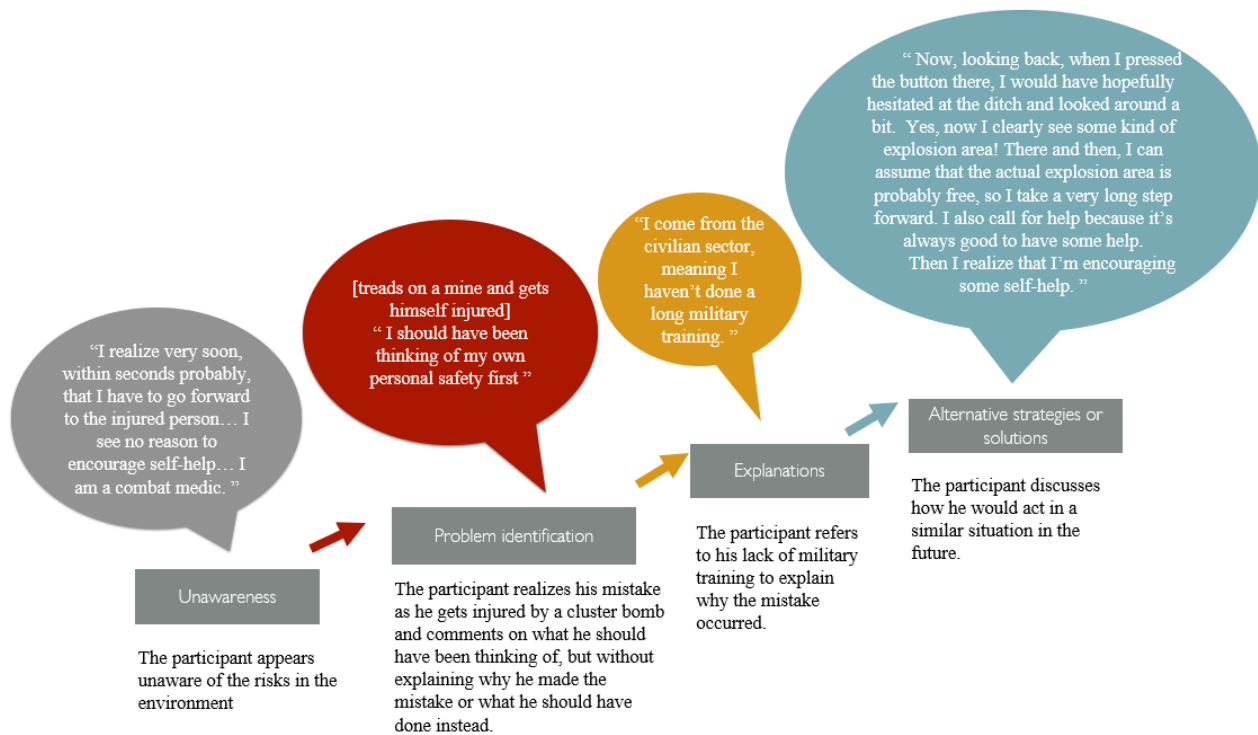 “I realize very soon,
within seconds probably,
that I have to go forward
to the injured person… I
see no reason to
encourage self-help… I
am a combat medic. ”
Unawareness
The participant appears
unaware of the risks in the
environment
[treads on a mine and gets
himself injured]
“ I should have been
thinking of my own
personal safety first ”
Problem identification
The participant realizes his mistake
as he gets injured by a cluster bomb
and comments on what he should
have been thinking of, but without
explaining why he made the
mistake or what he should have
done instead.
“I come from the
civilian sector,
meaning I
haven’t done a
long military
training. ”
Explanations
The participant refers
to his lack of military
training to explain
why the mistake
occurred.
“ Now, looking back, when I pressed
the button there, I would have hopefully
hesitated at the ditch and looked around a
bit. Yes, now I clearly see some kind of
explosion area! There and then, I can
assume that the actual explosion area is
probably free, so I take a very long step
forward. I also call for help because it’s
always good to have some help.
Then I realize that I’m encouraging
some self-help. ”
Alternative strategies or
solutions
The participant discusses
how he would act in a
similar situation in the
future.